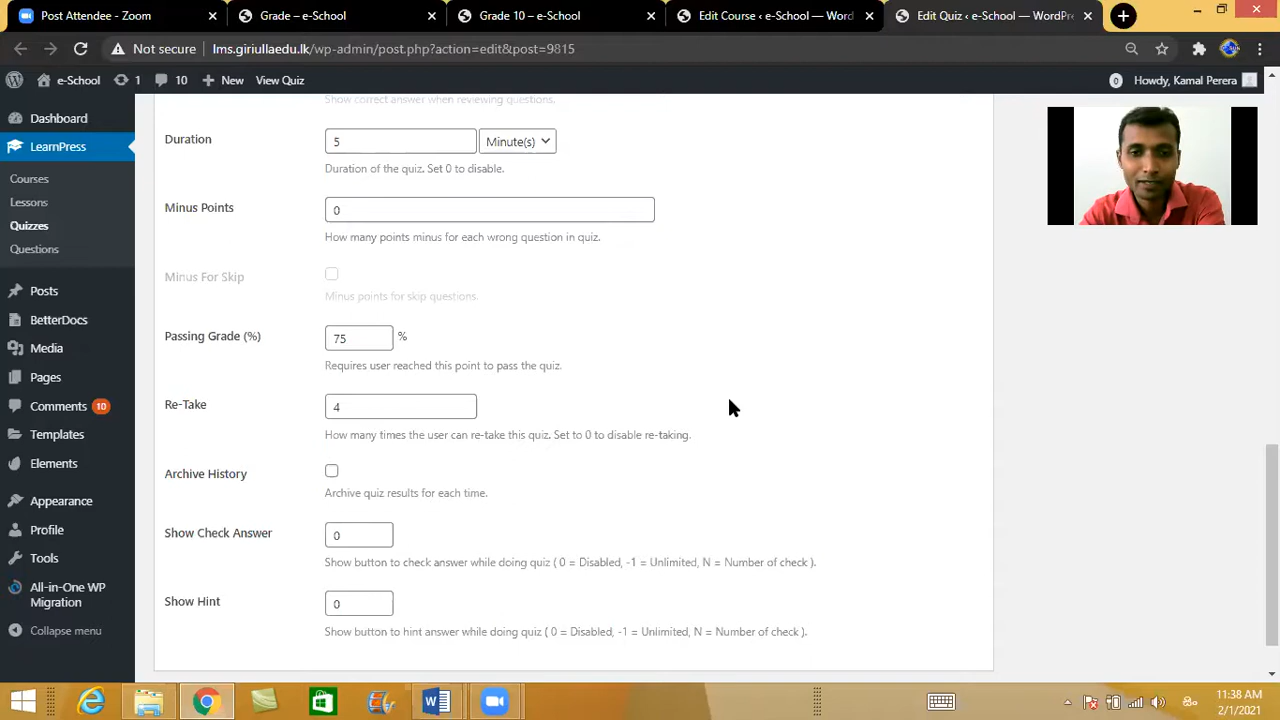 Post Attendee - Zoom
Grade – e-School
Grade 10 – e-School
Edit Course ‹ e-School — Word
Edit Quiz ‹ e-School — WordPre
Not secure
lms.giriullaedu.lk/wp-admin/post.php?action=edit&post=9815
e-School
1
10
New
View Quiz
0
Howdy, Kamal Perera
Dashboard
LearnPress
Courses
Lessons
Quizzes
Questions
Posts
BetterDocs
Media
Pages
Comments 10
Templates
Elements
Appearance
Profile
Tools
All-in-One WP
Migration
Collapse menu
Show correct answer when reviewing questions.
Duration
5
Minute(s)
Duration of the quiz. Set 0 to disable.
Minus Points
0
How many points minus for each wrong question in quiz.
Minus For Skip
Minus points for skip questions.
Passing Grade (%)
75
%
Requires user reached this point to pass the quiz.
Re-Take
4
How many times the user can re-take this quiz. Set to 0 to disable re-taking.
Archive History
Archive quiz results for each time.
Show Check Answer
0
Show button to check answer while doing quiz ( 0 = Disabled, -1 = Unlimited, N = Number of check ).
Show Hint
0
Show button to hint answer while doing quiz ( 0 = Disabled, -1 = Unlimited, N = Number of check ).
11:38 AM
2/1/2021